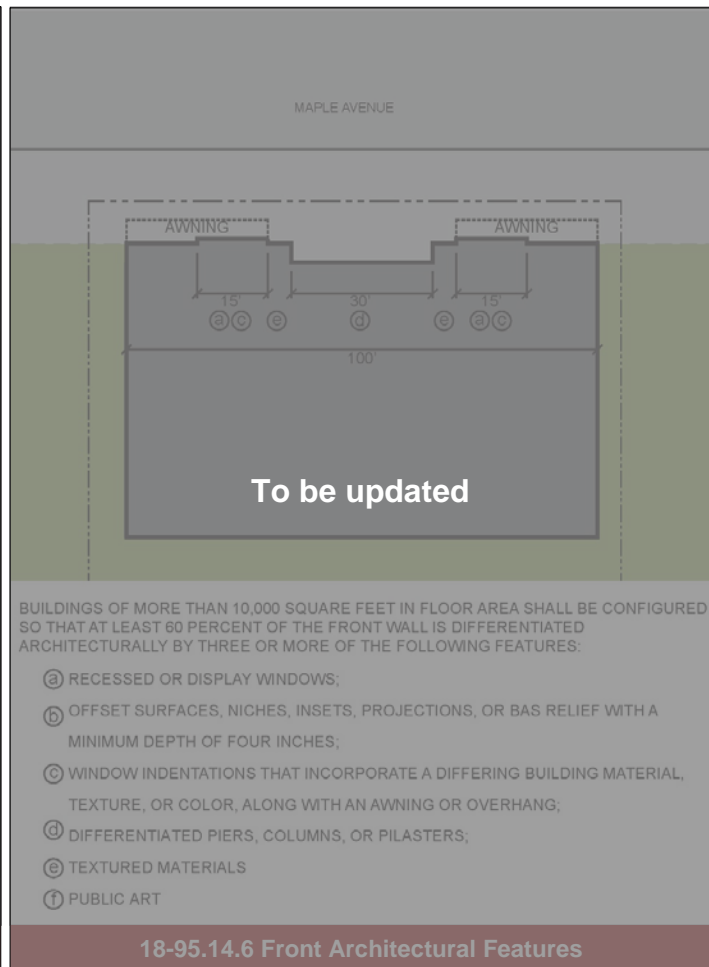 MAPLE AVENUE
AWNING AWNING
15' 30' 15'
a c e d e a c
100'
To be updated
BUILDINGS OF MORE THAN 10,000 SQUARE FEET IN FLOOR AREA SHALL BE CONFIGURED
SO THAT AT LEAST 60 PERCENT OF THE FRONT WALL IS DIFFERENTIATED
ARCHITECTURALLY BY THREE OR MORE OF THE FOLLOWING FEATURES:
a RECESSED OR DISPLAY WINDOWS;
b OFFSET SURFACES, NICHES, INSETS, PROJECTIONS, OR BAS RELIEF WITH A
MINIMUM DEPTH OF FOUR INCHES;
c WINDOW INDENTATIONS THAT INCORPORATE A DIFFERING BUILDING MATERIAL,
TEXTURE, OR COLOR, ALONG WITH AN AWNING OR OVERHANG;
d DIFFERENTIATED PIERS, COLUMNS, OR PILASTERS;
e TEXTURED MATERIALS
f PUBLIC ART
18-95.14.6 Front Architectural Features